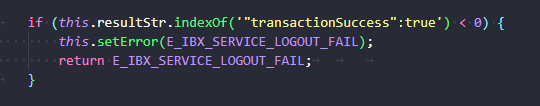 if (this.resultStr.indexOf('"transactionSuccess":true') < 0) {
    this.setError(E_IBX_SERVICE_LOGOUT_FAIL);
    return E_IBX_SERVICE_LOGOUT_FAIL;
}